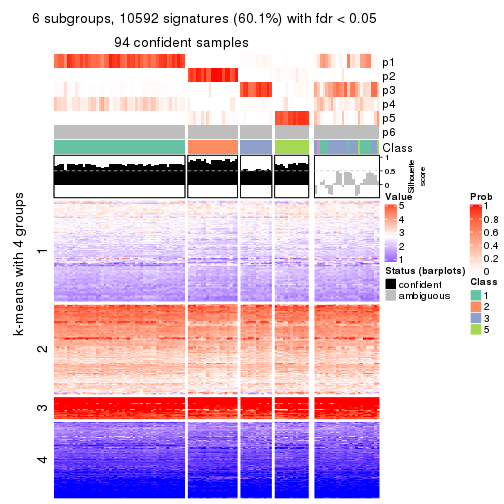 6 subgroups, 10592 signatures (60.1%) with fdr < 0.05
94 confident samples
p1
p2
p3
p4
p5
p6
Class
1
0.5
0
Silhouette
score
k-means with 4 groups
1
2
3
4
Value
5
4
3
2
1
Status (barplots)
confident
ambiguous
Prob
1
0.8
0.6
0.4
0.2
0
Class
1
2
3
5